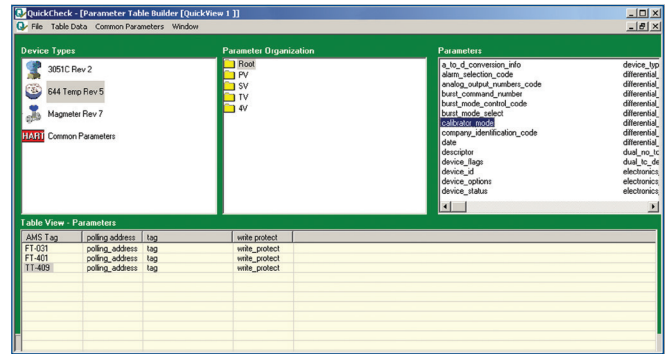 QuickCheck - [Parameter Table Builder [QuickView 1 ]]
File Table Data Common Parameters Window
Device Types
3051C Rev 2
644 Temp Rev 5
Magmeter Rev 7
HART Common Parameters
Parameter Organization
Root
PV
SV
TV
4V
Parameters
a_to_d_conversion_info device_typ
alarm_selection_code differential_
analog_output_numbers_code differential_
burst_command_number differential_
burst_mode_control_code differential_
burst_mode_select differential_
calibrator_mode differential_
company_identification_code differential_
date differential_
descriptor dual_no_tc
device_flags dual_tc_de
device_id electronics_
device_options electronics_
device_status electronics_
Table View - Parameters
AMS Tag polling address tag write protect
FT-031 polling_address tag write_protect
FT-401 polling_address tag write_protect
TT-409 polling_address tag write_protect